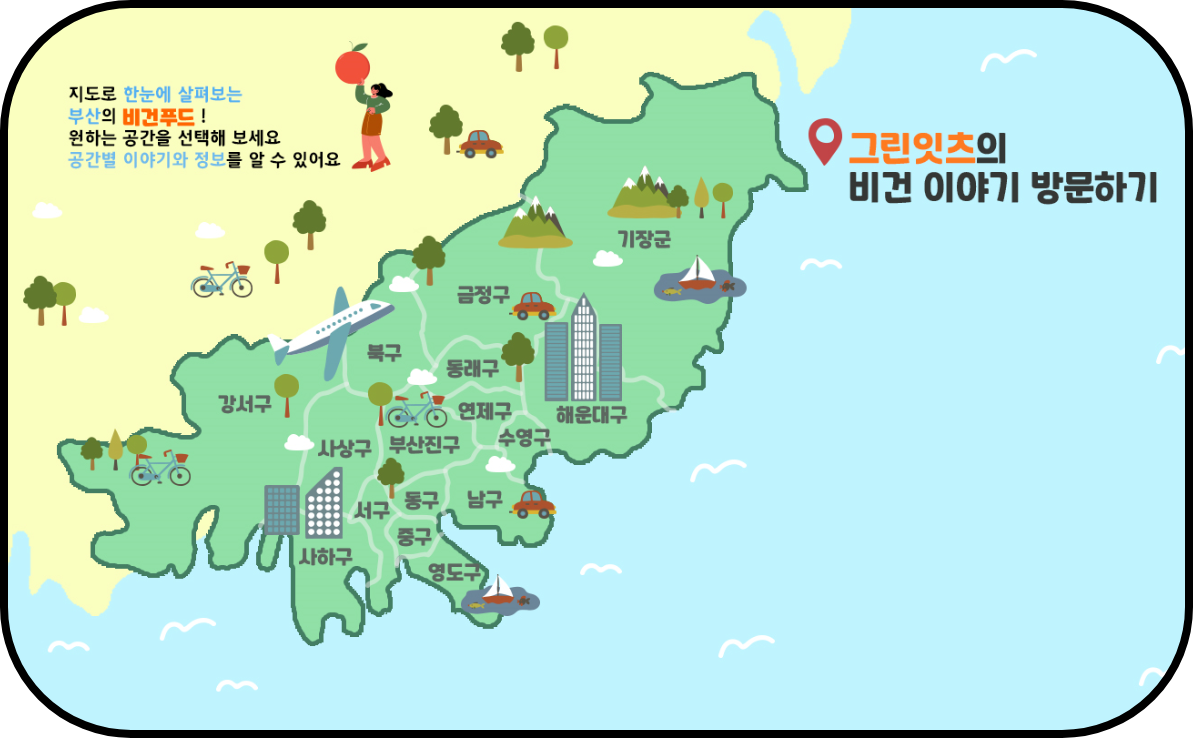 지도로 한눈에 살펴보는
부산의 비건푸드 !
원하는 공간을 선택해 보세요
공간별 이야기와 정보를 알 수 있어요
그린잇츠의
비건 이야기 방문하기
기장군
금정구
북구
동래구
강서구
연제구
해운대구
수영구
사상구
부산진구
서구
동구
남구
중구
사하구
영도구